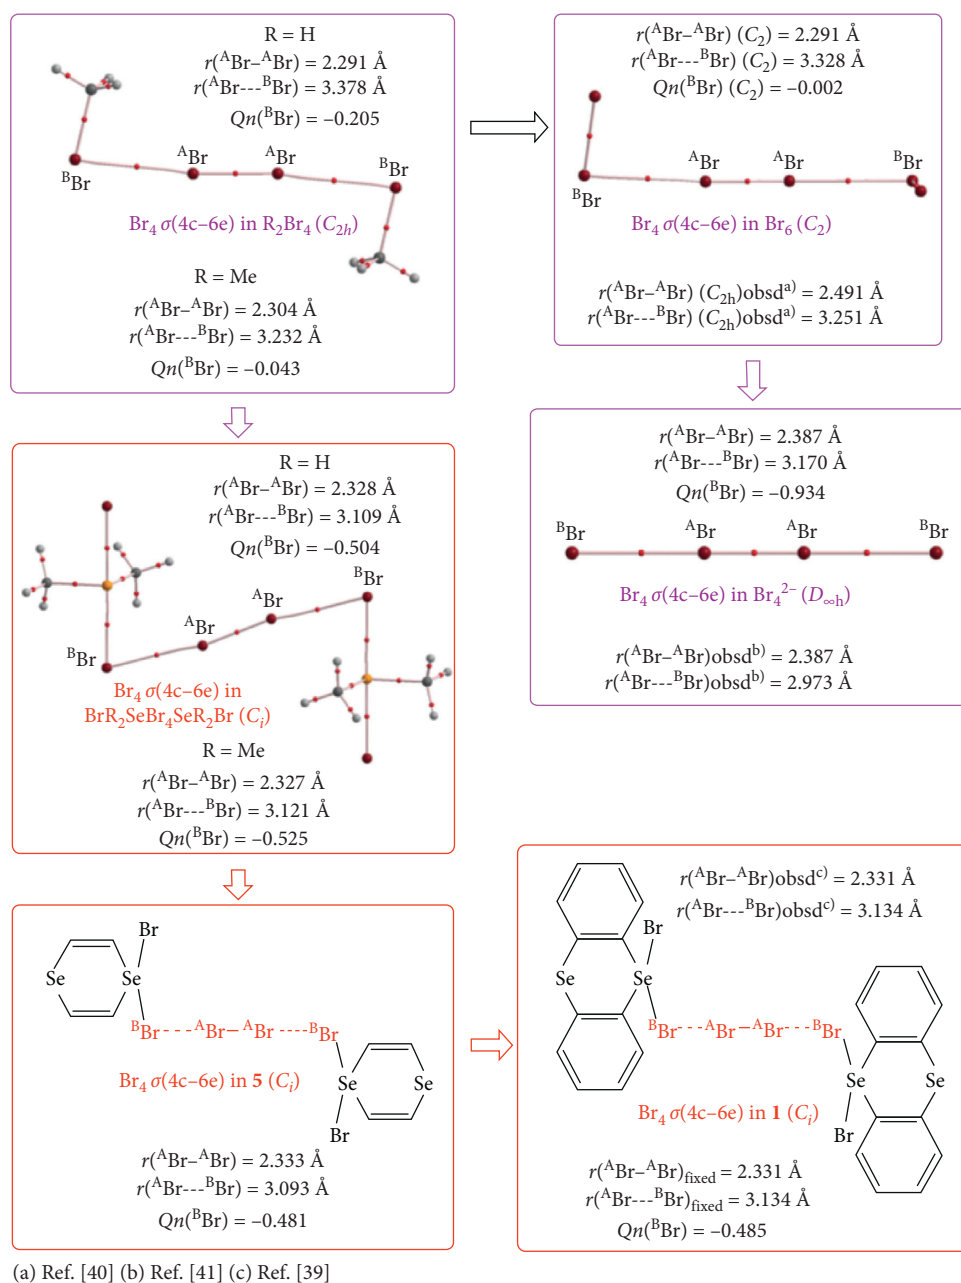 R = H
r(ᴬBr–ᴬBr) = 2.291 Å
r(ᴬBr---ᴮBr) = 3.378 Å
Qn(ᴮBr) = –0.205
ᴮBr
ᴬBr
ᴬBr
ᴮBr
Br₄ σ(4c–6e) in R₂Br₄ (C₂ₕ)
R = Me
r(ᴬBr–ᴬBr) = 2.304 Å
r(ᴬBr---ᴮBr) = 3.232 Å
Qn(ᴮBr) = –0.043
r(ᴬBr–ᴬBr) (C₂) = 2.291 Å
r(ᴬBr---ᴮBr) (C₂) = 3.328 Å
Qn(ᴮBr) (C₂) = –0.002
ᴮBr
ᴬBr
ᴬBr
ᴮBr
Br₄ σ(4c–6e) in Br₆ (C₂)
r(ᴬBr–ᴬBr) (C₂ₕ)obsdᵃ⁾ = 2.491 Å
r(ᴬBr---ᴮBr) (C₂ₕ)obsdᵃ⁾ = 3.251 Å
r(ᴬBr–ᴬBr) = 2.387 Å
r(ᴬBr---ᴮBr) = 3.170 Å
Qn(ᴮBr) = –0.934
ᴮBr
ᴬBr
ᴬBr
ᴮBr
Br₄ σ(4c–6e) in Br₄²⁻ (D∞h)
r(ᴬBr–ᴬBr)obsdᵇ⁾ = 2.387 Å
r(ᴬBr---ᴮBr)obsdᵇ⁾ = 2.973 Å
R = H
r(ᴬBr–ᴬBr) = 2.328 Å
r(ᴬBr---ᴮBr) = 3.109 Å
Qn(ᴮBr) = –0.504
ᴮBr
ᴬBr
ᴬBr
ᴮBr
Br₄ σ(4c–6e) in
BrR₂SeBr₄SeR₂Br (Cᵢ)
R = Me
r(ᴬBr–ᴬBr) = 2.327 Å
r(ᴬBr---ᴮBr) = 3.121 Å
Qn(ᴮBr) = –0.525
Br
Se
Se
ᴮBr---ᴬBr–ᴬBr----ᴮBr
Br₄ σ(4c–6e) in 5 (Cᵢ)
Se
Se
Br
r(ᴬBr–ᴬBr) = 2.333 Å
r(ᴬBr---ᴮBr) = 3.093 Å
Qn(ᴮBr) = –0.481
r(ᴬBr–ᴬBr)obsdᶜ⁾ = 2.331 Å
r(ᴬBr---ᴮBr)obsdᶜ⁾ = 3.134 Å
Br
Se
Se
ᴮBr---ᴬBr–ᴬBr---ᴮBr
Se
Se
Br₄ σ(4c–6e) in 1 (Cᵢ)
Br
r(ᴬBr–ᴬBr)fixed = 2.331 Å
r(ᴬBr---ᴮBr)fixed = 3.134 Å
Qn(ᴮBr) = –0.485
(a) Ref. [40] (b) Ref. [41] (c) Ref. [39]